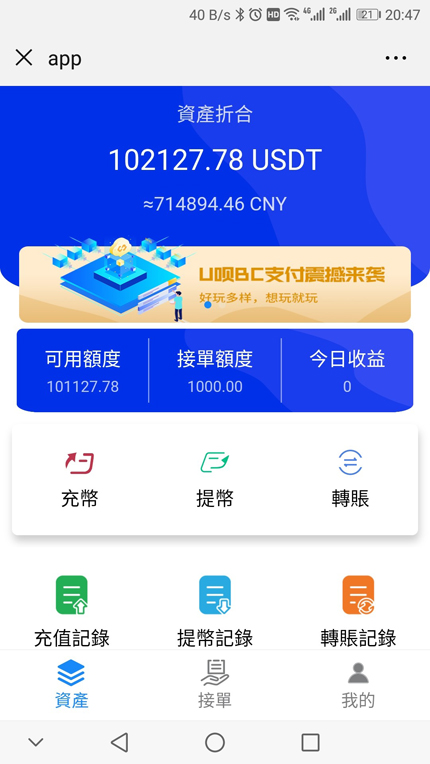 40 B/s HD 4G 2G 21 20:47
app
資產折合
102127.78 USDT
≈714894.46 CNY
U呗BC支付震撼来袭
好玩多样，想玩就玩
可用額度 接單額度 今日收益
101127.78 1000.00 0
充幣 提幣 轉賬
充值記錄 提幣記錄 轉賬記錄
資產 接單 我的